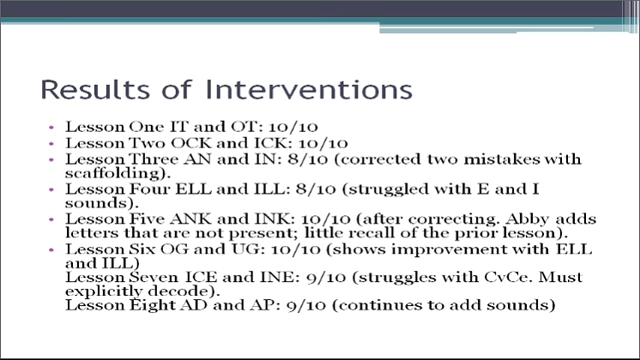 Results of Interventions
• Lesson One IT and OT: 10/10
• Lesson Two OCK and ICK: 10/10
• Lesson Three AN and IN: 8/10 (corrected two mistakes with
scaffolding).
• Lesson Four ELL and ILL: 8/10 (struggled with E and I
sounds).
• Lesson Five ANK and INK: 10/10 (after correcting. Abby adds
letters that are not present; little recall of the prior lesson).
• Lesson Six OG and UG: 10/10 (shows improvement with ELL
and ILL)
Lesson Seven ICE and INE: 9/10 (struggles with CvCe. Must
explicitly decode).
Lesson Eight AD and AP: 9/10 (continues to add sounds)